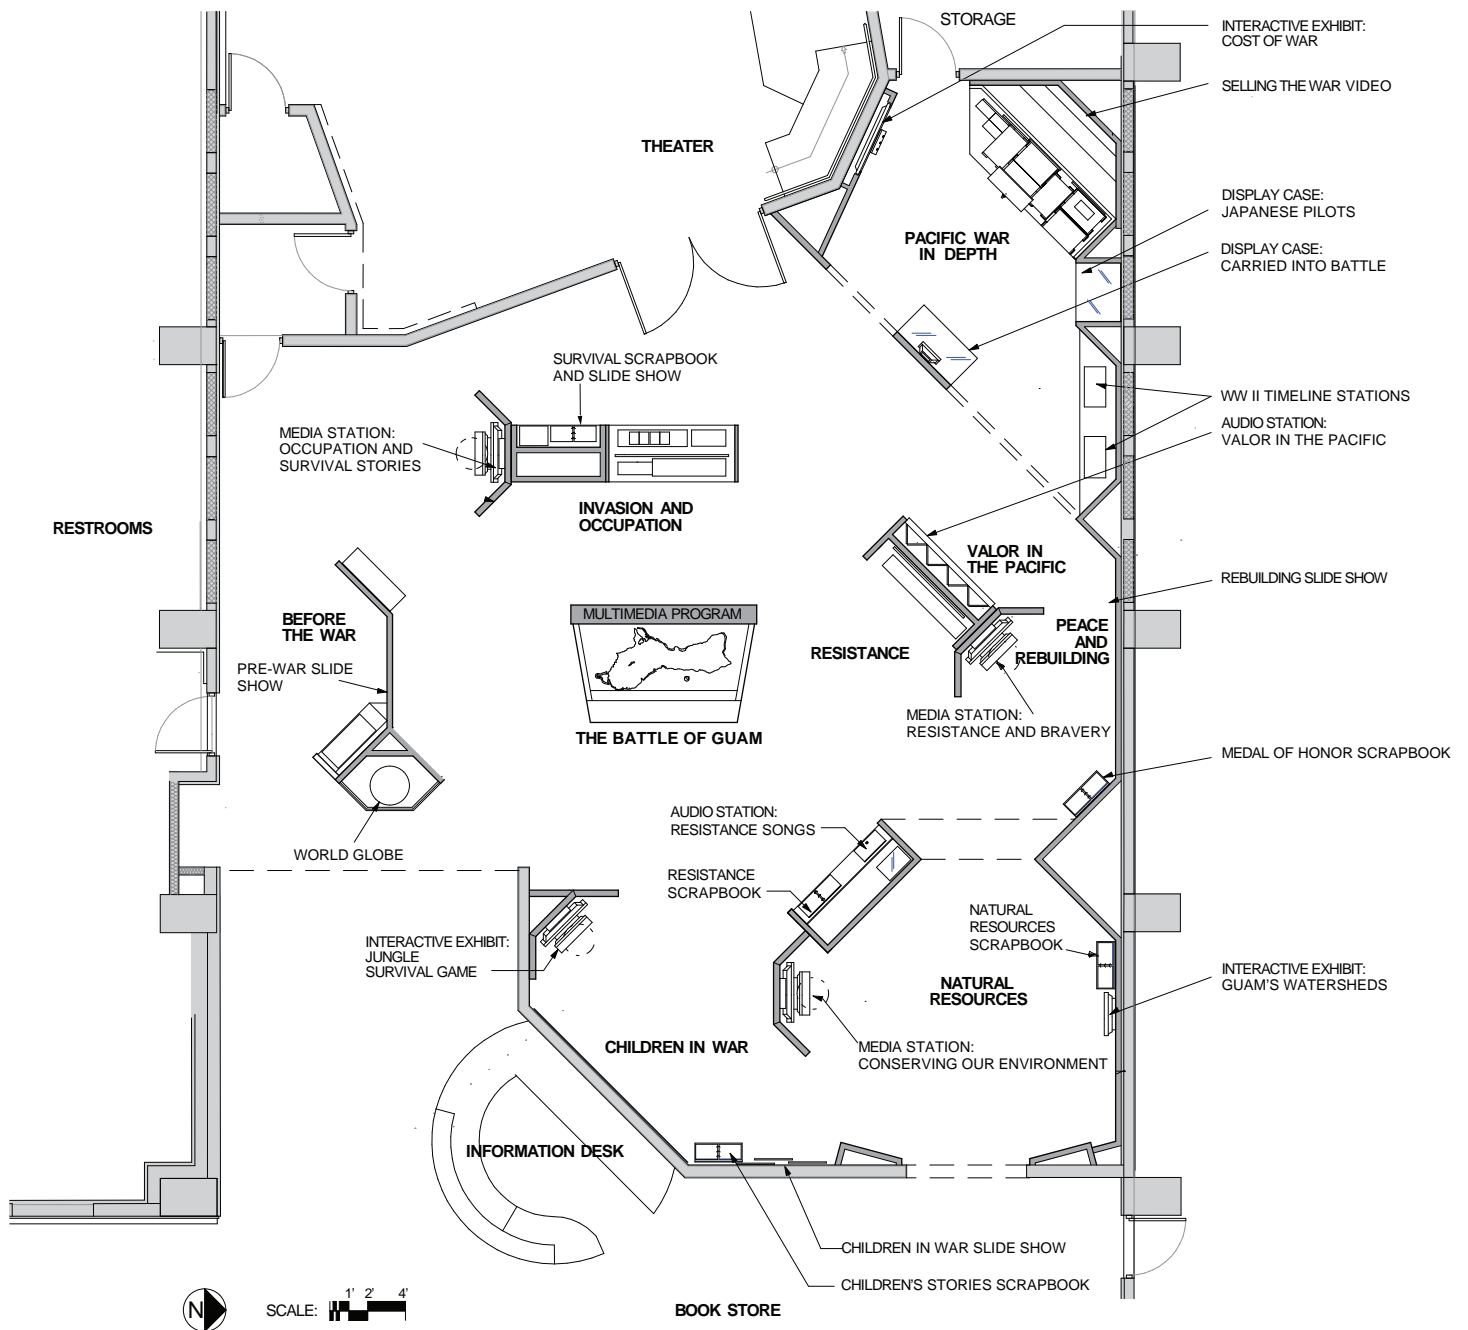 STORAGE
INTERACTIVE EXHIBIT:
COST OF WAR
SELLING THE WAR VIDEO
THEATER
DISPLAY CASE:
JAPANESE PILOTS
PACIFIC WAR
IN DEPTH
DISPLAY CASE:
CARRIED INTO BATTLE
SURVIVAL SCRAPBOOK
AND SLIDE SHOW
WW II TIMELINE STATIONS
MEDIA STATION:
OCCUPATION AND
SURVIVAL STORIES
AUDIO STATION:
VALOR IN THE PACIFIC
INVASION AND
OCCUPATION
RESTROOMS
VALOR IN
THE PACIFIC
REBUILDING SLIDE SHOW
BEFORE
THE WAR
MULTIMEDIA PROGRAM
PEACE
AND
REBUILDING
RESISTANCE
PRE-WAR SLIDE
SHOW
MEDIA STATION:
RESISTANCE AND BRAVERY
THE BATTLE OF GUAM
MEDAL OF HONOR SCRAPBOOK
AUDIO STATION:
RESISTANCE SONGS
WORLD GLOBE
RESISTANCE
SCRAPBOOK
NATURAL
RESOURCES
SCRAPBOOK
INTERACTIVE EXHIBIT:
JUNGLE
SURVIVAL GAME
INTERACTIVE EXHIBIT:
GUAM'S WATERSHEDS
NATURAL
RESOURCES
CHILDREN IN WAR
MEDIA STATION:
CONSERVING OUR ENVIRONMENT
INFORMATION DESK
CHILDREN IN WAR SLIDE SHOW
CHILDREN'S STORIES SCRAPBOOK
N
SCALE:
1' 2' 4'
BOOK STORE